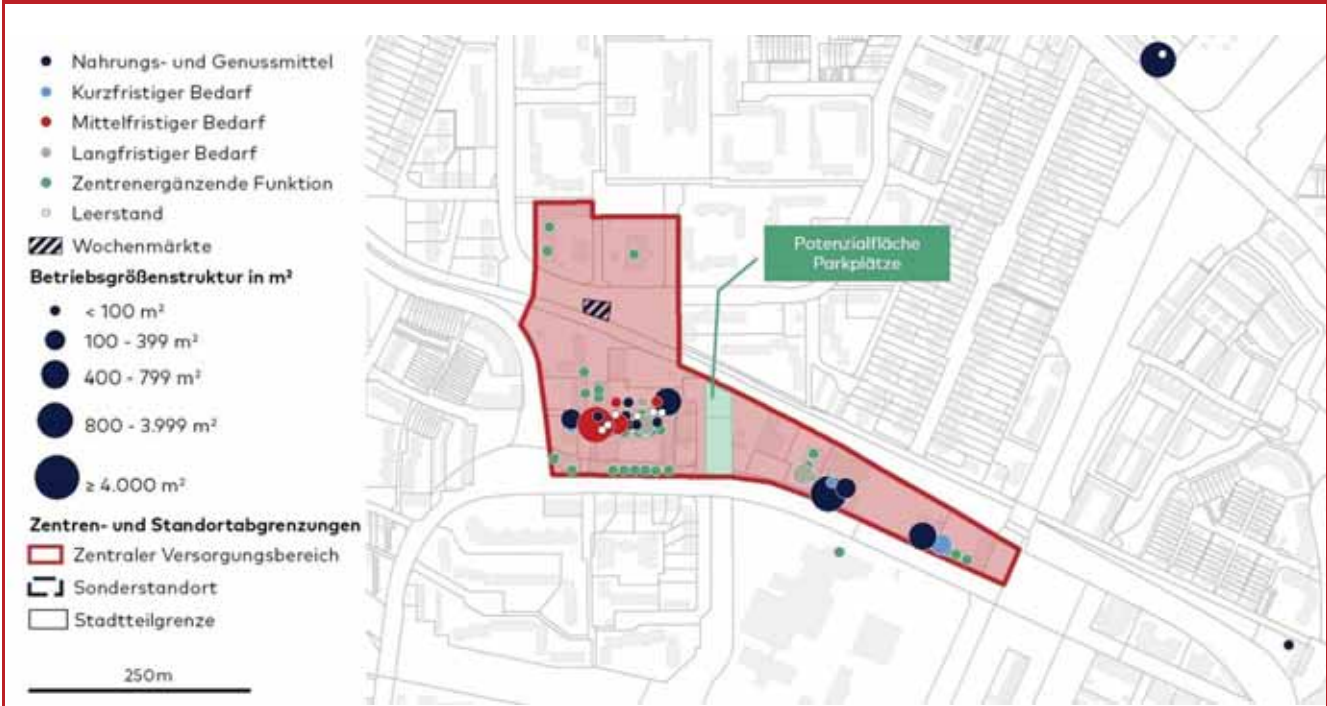 Nahrungs- und Genussmittel
Kurzfristiger Bedarf
Mittelfristiger Bedarf
Langfristiger Bedarf
Zentrenergänzende Funktion
Leerstand
Wochenmärkte
Betriebsgrößenstruktur in m²
< 100 m²
100 - 399 m²
400 - 799 m²
800 - 3.999 m²
≥ 4.000 m²
Zentren- und Standortabgrenzungen
Zentraler Versorgungsbereich
Sonderstandort
Stadtteilgrenze
250m
Potenzialfläche
Parkplätze